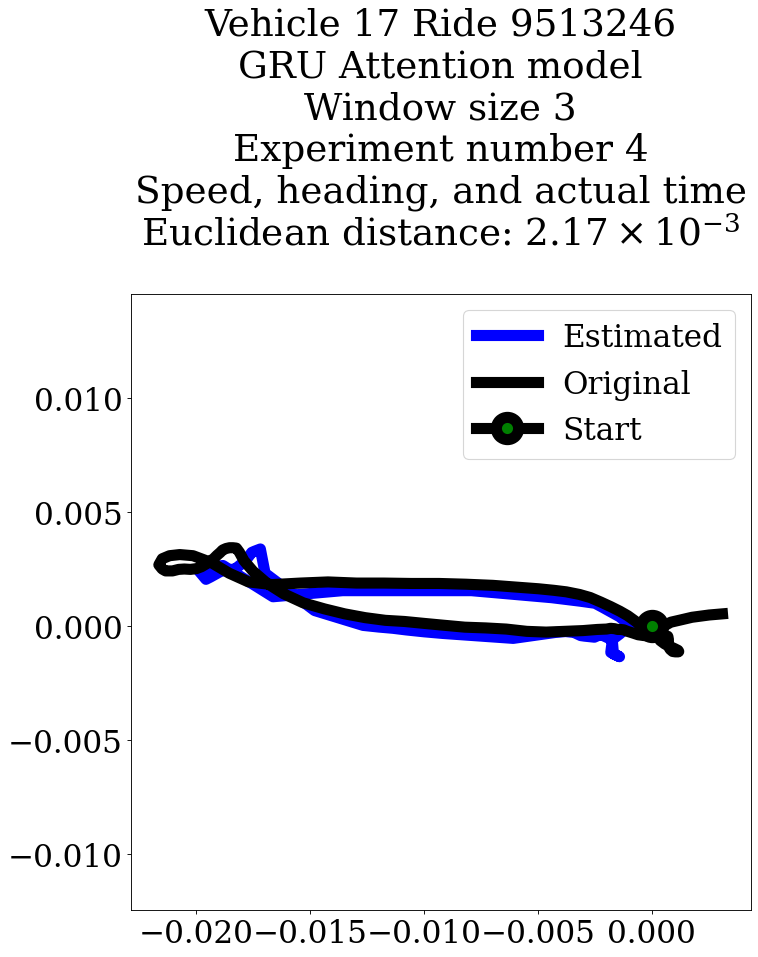 Vehicle 17 Ride 9513246
GRU Attention model
Window size 3
Experiment number 4
Speed, heading, and actual time
Euclidean distance: 2.17 × 10⁻³
Estimated
Original
Start
0.010
0.005
0.000
−0.005
−0.010
−0.020 −0.015 −0.010 −0.005 0.000